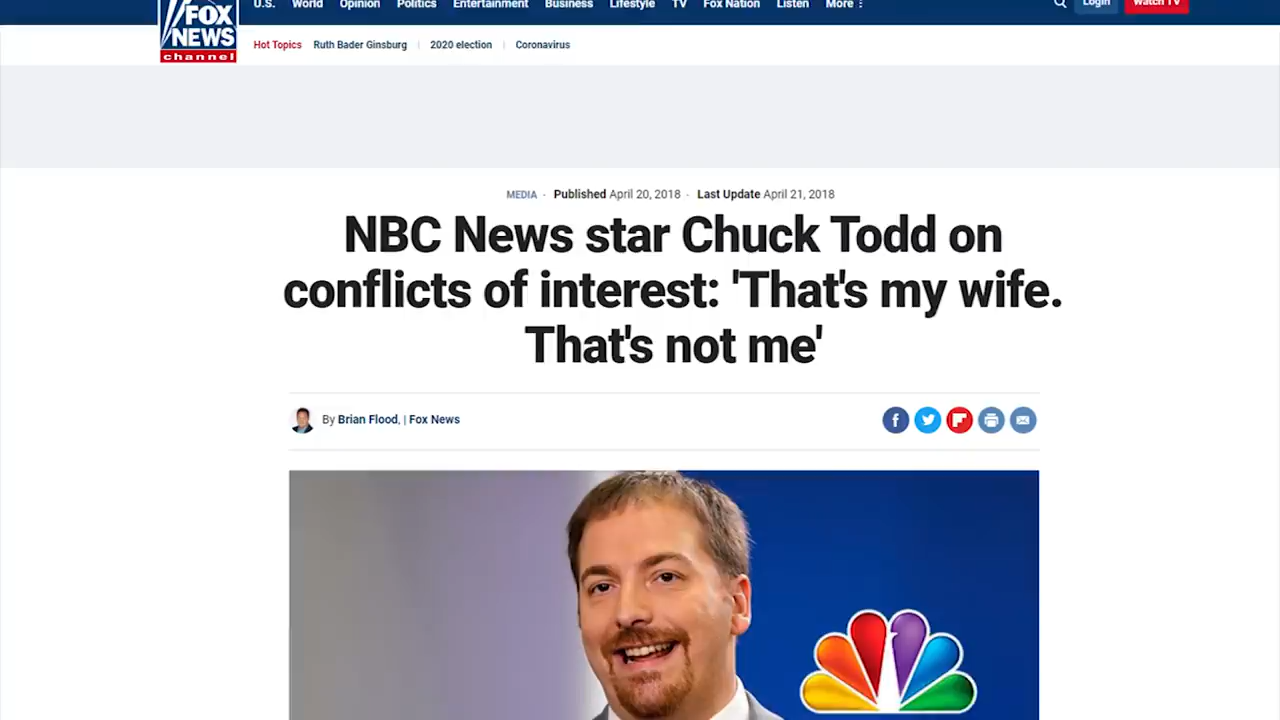 U.S. World Opinion Politics Entertainment Business Lifestyle TV Fox Nation Listen More Login Watch TV
FOX
NEWS
channel
Hot Topics Ruth Bader Ginsburg | 2020 election | Coronavirus
MEDIA · Published April 20, 2018 · Last Update April 21, 2018
NBC News star Chuck Todd on
conflicts of interest: 'That's my wife.
That's not me'
By Brian Flood, | Fox News